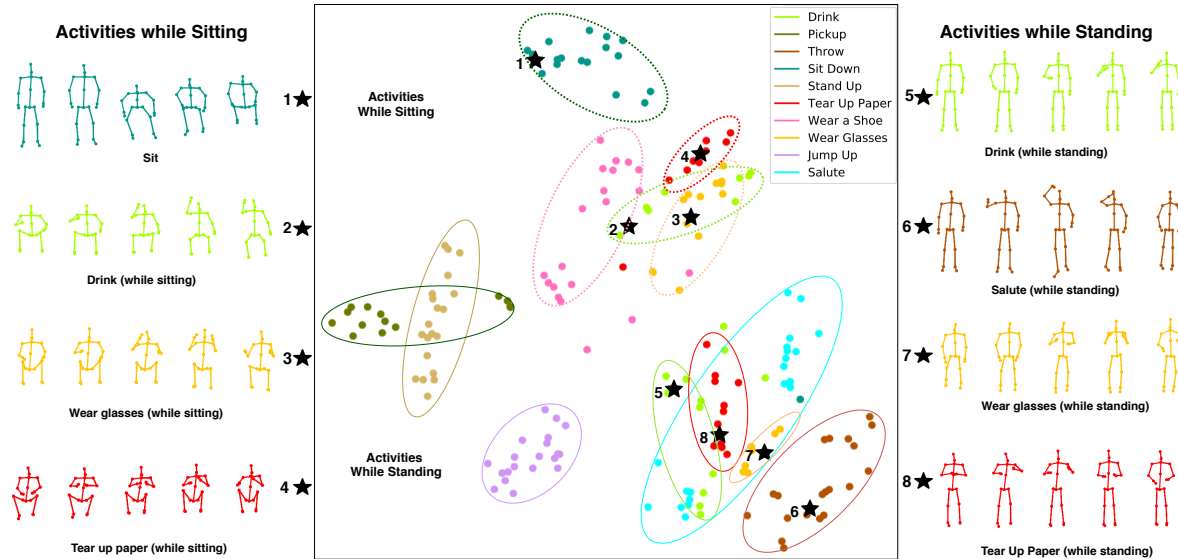 Activities while Sitting
1
Sit
2
Drink (while sitting)
3
Wear glasses (while sitting)
4
Tear up paper (while sitting)
Activities
While Sitting
1
4
2
3
5
8
7
6
Activities
While Standing
Drink
Pickup
Throw
Sit Down
Stand Up
Tear Up Paper
Wear a Shoe
Wear Glasses
Jump Up
Salute
Activities while Standing
5
Drink (while standing)
6
Salute (while standing)
7
Wear glasses (while standing)
8
Tear Up Paper (while standing)